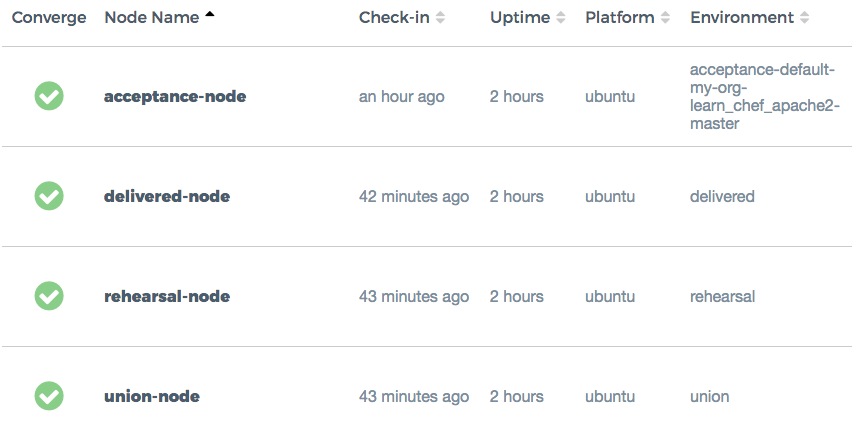 Converge Node Name Check-in Uptime Platform Environment
acceptance-node an hour ago 2 hours ubuntu acceptance-default-
my-org-
learn_chef_apache2-
master
delivered-node 42 minutes ago 2 hours ubuntu delivered
rehearsal-node 43 minutes ago 2 hours ubuntu rehearsal
union-node 43 minutes ago 2 hours ubuntu union